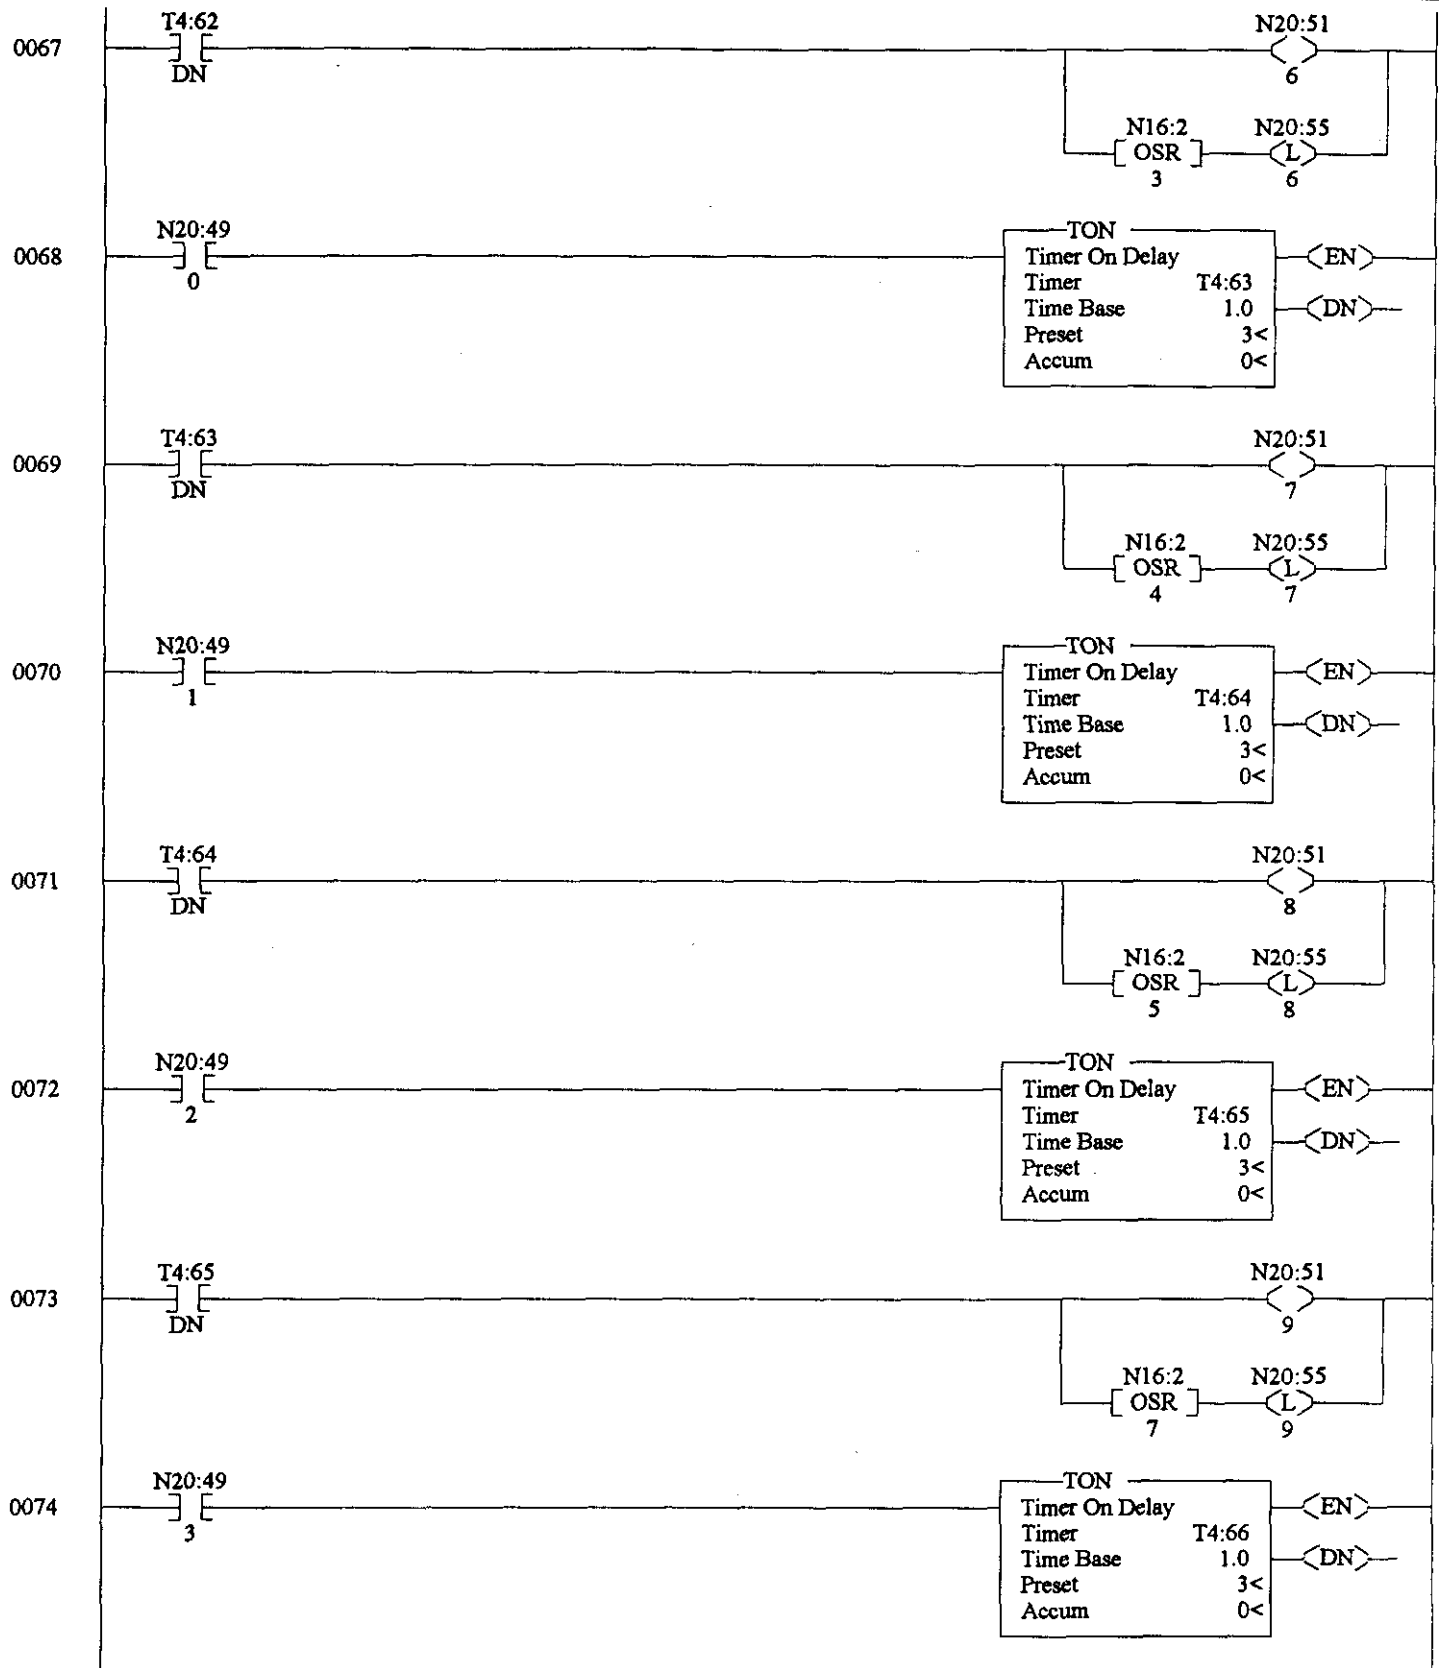 T4:62
N20:51
0067
DN
6
N16:2 N20:55
OSR L
3 6
N20:49
TON
0068
0
Timer On Delay EN
Timer T4:63
Time Base 1.0 DN
Preset 3<
Accum 0<
T4:63
N20:51
0069
DN
7
N16:2 N20:55
OSR L
4 7
N20:49
TON
0070
1
Timer On Delay EN
Timer T4:64
Time Base 1.0 DN
Preset 3<
Accum 0<
T4:64
N20:51
0071
DN
8
N16:2 N20:55
OSR L
5 8
N20:49
TON
0072
2
Timer On Delay EN
Timer T4:65
Time Base 1.0 DN
Preset 3<
Accum 0<
T4:65
N20:51
0073
DN
9
N16:2 N20:55
OSR L
7 9
N20:49
TON
0074
3
Timer On Delay EN
Timer T4:66
Time Base 1.0 DN
Preset 3<
Accum 0<